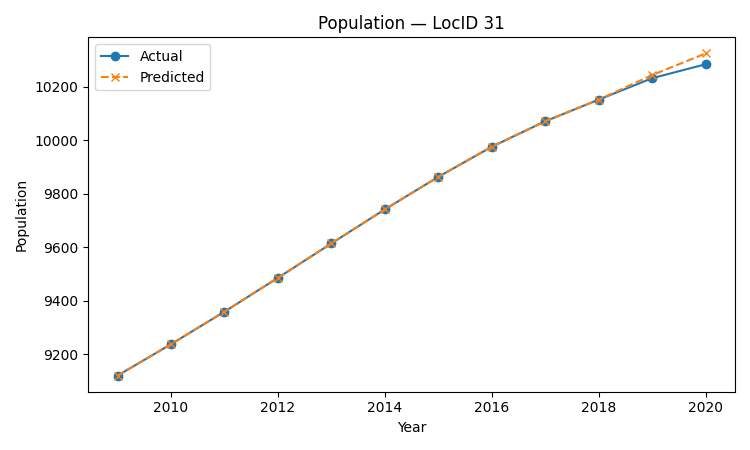 Population — LocID 31
Actual
Predicted
10200
10000
9800
9600
9400
9200
Population
2010 2012 2014 2016 2018 2020
Year